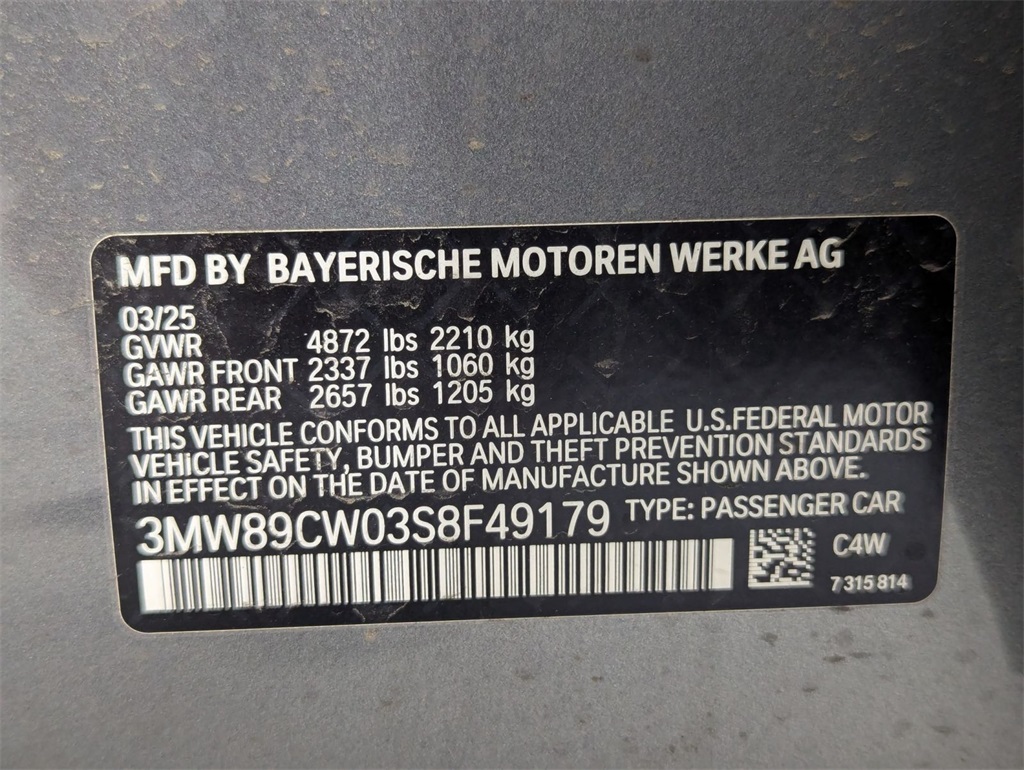 MFD BY BAYERISCHE MOTOREN WERKE AG
03/25
GVWR 4872 lbs 2210 kg
GAWR FRONT 2337 lbs 1060 kg
GAWR REAR 2657 lbs 1205 kg
THIS VEHICLE CONFORMS TO ALL APPLICABLE U.S.FEDERAL MOTOR
VEHICLE SAFETY, BUMPER AND THEFT PREVENTION STANDARDS
IN EFFECT ON THE DATE OF MANUFACTURE SHOWN ABOVE.
3MW89CW03S8F49179 TYPE: PASSENGER CAR
C4W
7 315 814